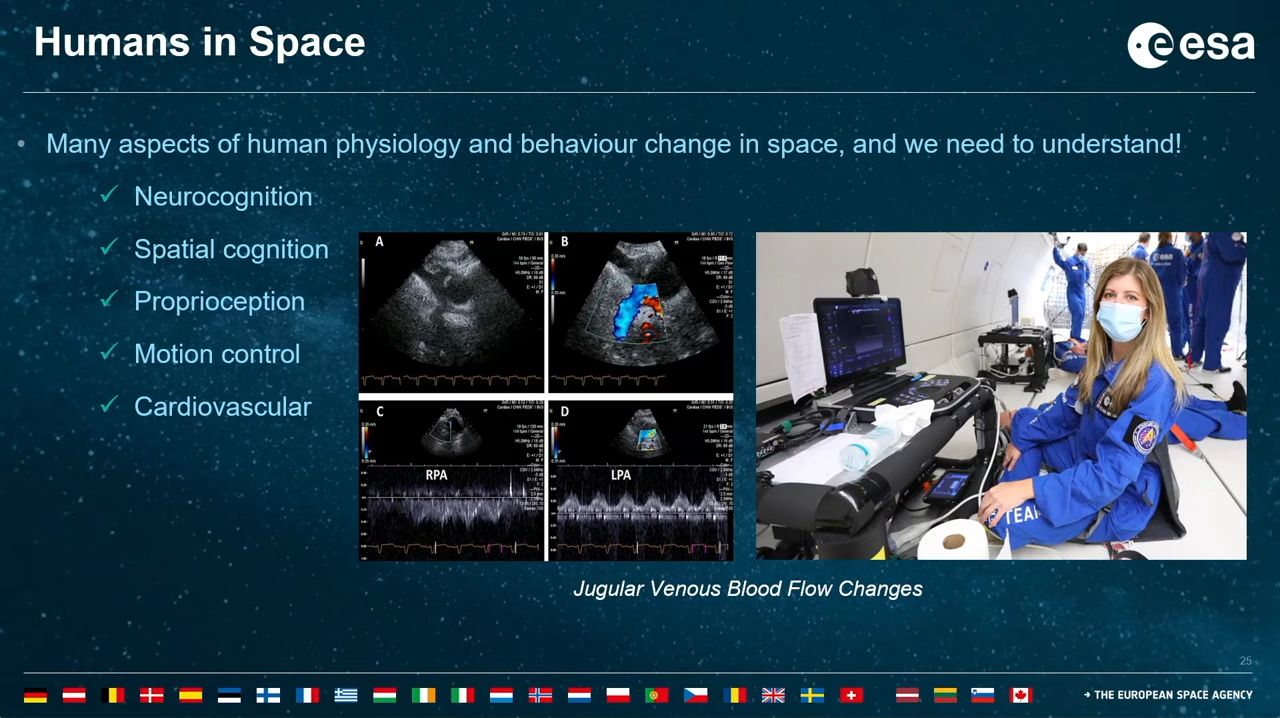 Humans in Space
esa
Many aspects of human physiology and behaviour change in space, and we need to understand!
Neurocognition
Spatial cognition
Proprioception
Motion control
Cardiovascular
A
B
C
D
RPA
LPA
TEAM
Jugular Venous Blood Flow Changes
25
→ THE EUROPEAN SPACE AGENCY